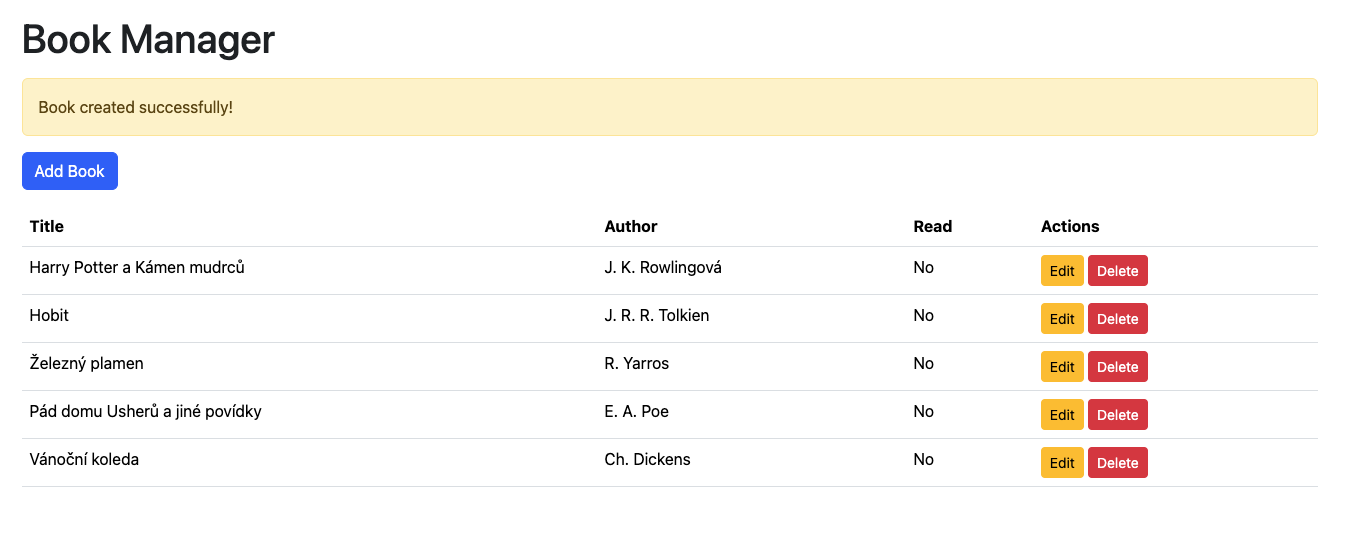 Book Manager
Book created successfully!
Add Book
Title Author Read Actions
Harry Potter a Kámen mudrců J. K. Rowlingová No Edit Delete
Hobit J. R. R. Tolkien No Edit Delete
Železný plamen R. Yarros No Edit Delete
Pád domu Usherů a jiné povídky E. A. Poe No Edit Delete
Vánoční koleda Ch. Dickens No Edit Delete